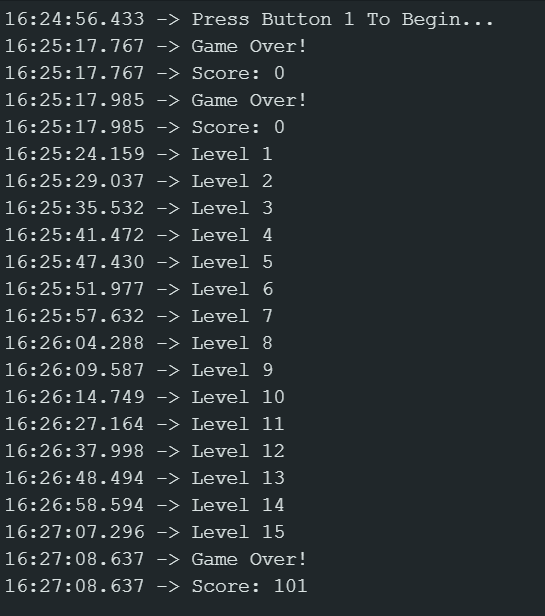 16:24:56.433 -> Press Button 1 To Begin...
16:25:17.767 -> Game Over!
16:25:17.767 -> Score: 0
16:25:17.985 -> Game Over!
16:25:17.985 -> Score: 0
16:25:24.159 -> Level 1
16:25:29.037 -> Level 2
16:25:35.532 -> Level 3
16:25:41.472 -> Level 4
16:25:47.430 -> Level 5
16:25:51.977 -> Level 6
16:25:57.632 -> Level 7
16:26:04.288 -> Level 8
16:26:09.587 -> Level 9
16:26:14.749 -> Level 10
16:26:27.164 -> Level 11
16:26:37.998 -> Level 12
16:26:48.494 -> Level 13
16:26:58.594 -> Level 14
16:27:07.296 -> Level 15
16:27:08.637 -> Game Over!
16:27:08.637 -> Score: 101